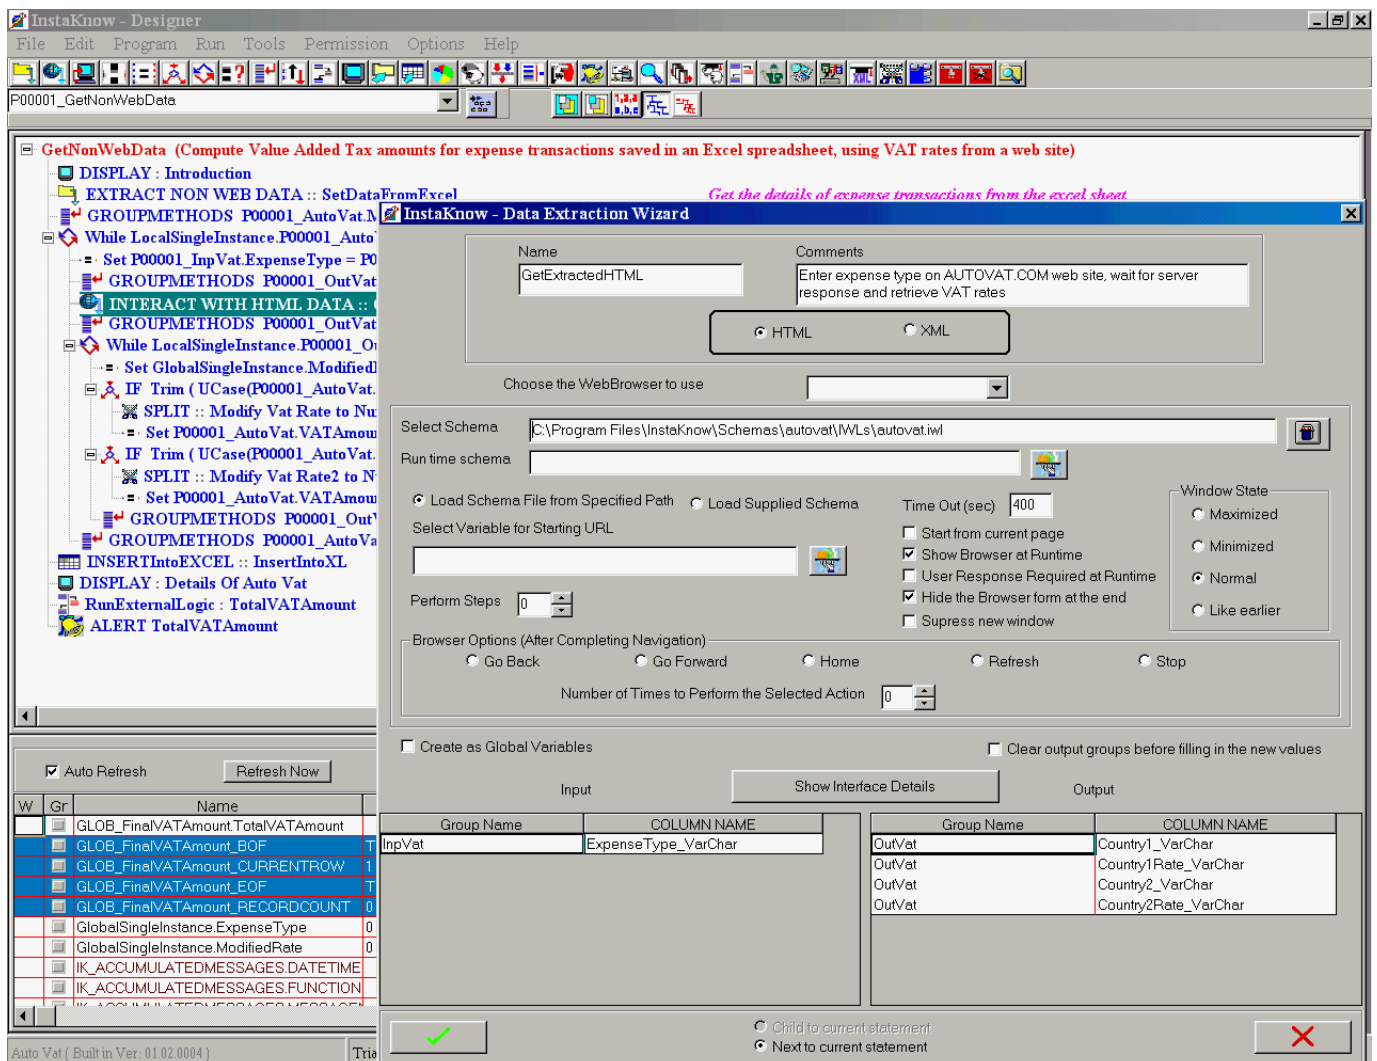 InstaKnow - Designer
File Edit Program Run Tools Permission Options Help
P00001_GetNonWebData
GetNonWebData (Compute Value Added Tax amounts for expense transactions saved in an Excel spreadsheet, using VAT rates from a web site)
DISPLAY : Introduction
EXTRACT NON WEB DATA :: SetDataFromExcel Get the details of expense transactions from the excel sheet
GROUPMETHODS P00001_AutoVat.M
While LocalSingleInstance.P00001_Auto
Set P00001_InpVat.ExpenseType = P0
GROUPMETHODS P00001_OutVat
INTERACT WITH HTML DATA ::
GROUPMETHODS P00001_OutVat
While LocalSingleInstance.P00001_Ou
Set GlobalSingleInstance.ModifiedI
IF Trim ( UCase(P00001_AutoVat.
SPLIT :: Modify Vat Rate to Nu
Set P00001_AutoVat.VATAmou
IF Trim ( UCase(P00001_AutoVat.
SPLIT :: Modify Vat Rate2 to N
Set P00001_AutoVat.VATAmou
GROUPMETHODS P00001_Out
GROUPMETHODS P00001_AutoVa
INSERTIntoEXCEL :: InsertIntoXL
DISPLAY : Details Of Auto Vat
RunExternalLogic : TotalVATAmount
ALERT TotalVATAmount
InstaKnow - Data Extraction Wizard
Name
Comments
GetExtractedHTML
Enter expense type on AUTOVAT.COM web site, wait for server
response and retrieve VAT rates
HTML
XML
Choose the WebBrowser to use
Select Schema
C:\Program Files\InstaKnow\Schemas\autovat\IWLs\autovat.iwl
Run time schema
Load Schema File from Specified Path
Load Supplied Schema
Select Variable for Starting URL
Perform Steps 0
Time Out (sec) 400
Start from current page
Show Browser at Runtime
User Response Required at Runtime
Hide the Browser form at the end
Supress new window
Window State
Maximized
Minimized
Normal
Like earlier
Browser Options (After Completing Navigation)
Go Back Go Forward Home Refresh Stop
Number of Times to Perform the Selected Action 0
Create as Global Variables
Clear output groups before filling in the new values
Input
Show Interface Details
Output
Group Name COLUMN NAME
InpVat ExpenseType_VarChar
Group Name COLUMN NAME
OutVat Country1_VarChar
OutVat Country1Rate_VarChar
OutVat Country2_VarChar
OutVat Country2Rate_VarChar
Child to current statement
Next to current statement
Auto Refresh
Refresh Now
W Gr Name
GLOB_FinalVATAmount.TotalVATAmount
GLOB_FinalVATAmount_BOF T
GLOB_FinalVATAmount_CURRENTROW 1
GLOB_FinalVATAmount_EOF T
GLOB_FinalVATAmount_RECORDCOUNT 0
GlobalSingleInstance.ExpenseType 0
GlobalSingleInstance.ModifiedRate 0
IK_ACCUMULATEDMESSAGES.DATETIME
IK_ACCUMULATEDMESSAGES.FUNCTION
Auto Vat ( Built in Ver: 01.02.0004 )
Tria